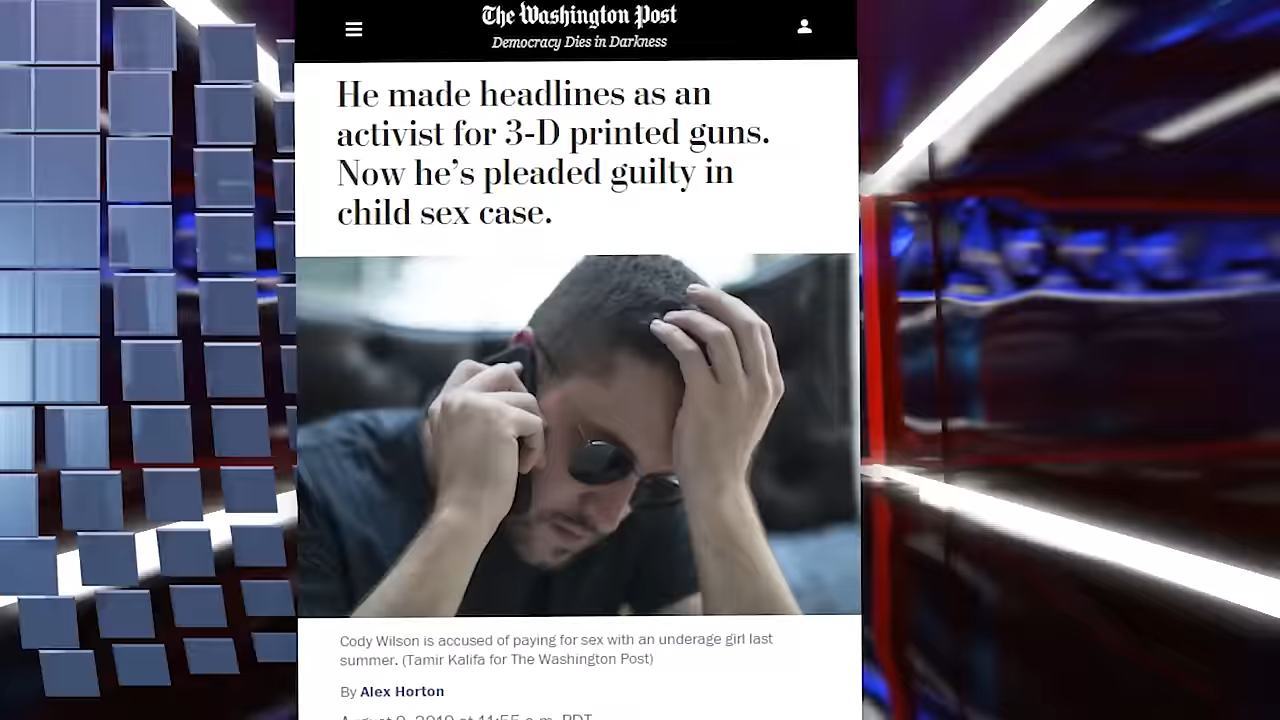 The Washington Post
Democracy Dies in Darkness
He made headlines as an
activist for 3-D printed guns.
Now he's pleaded guilty in
child sex case.
Cody Wilson is accused of paying for sex with an underage girl last
summer. (Tamir Kalifa for The Washington Post)
By Alex Horton